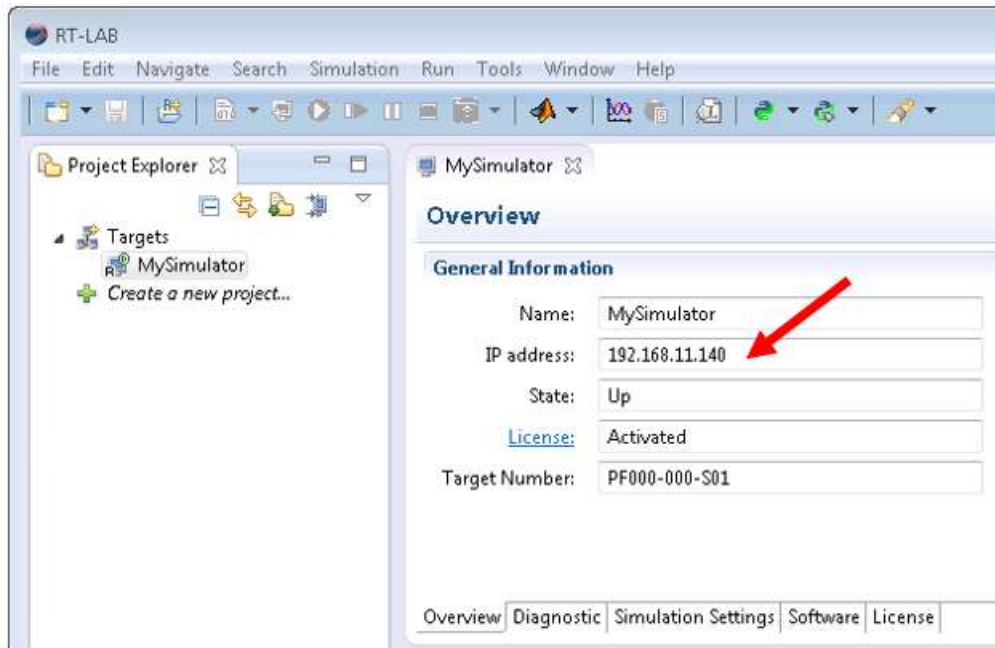 RT-LAB
File Edit Navigate Search Simulation Run Tools Window Help
Project Explorer
Targets
MySimulator
Create a new project...
MySimulator
Overview
General Information
Name: MySimulator
IP address: 192.168.11.140
State: Up
License: Activated
Target Number: PF000-000-S01
Overview Diagnostic Simulation Settings Software License